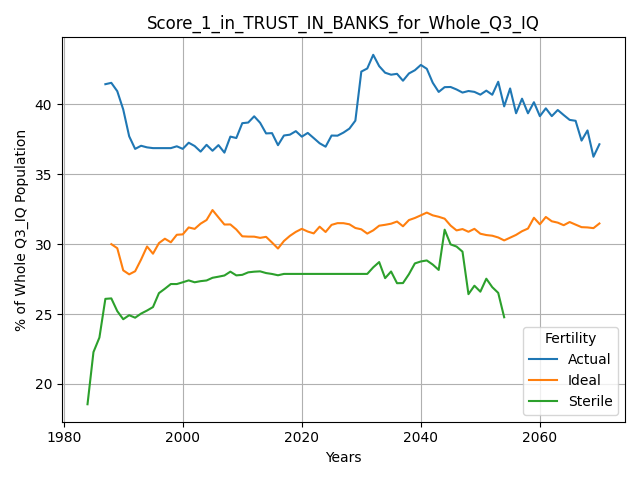 Score_1_in_TRUST_IN_BANKS_for_Whole_Q3_IQ
% of Whole Q3_IQ Population
40
35
30
25
20
1980
2000
2020
2040
2060
Years
Fertility
Actual
Ideal
Sterile